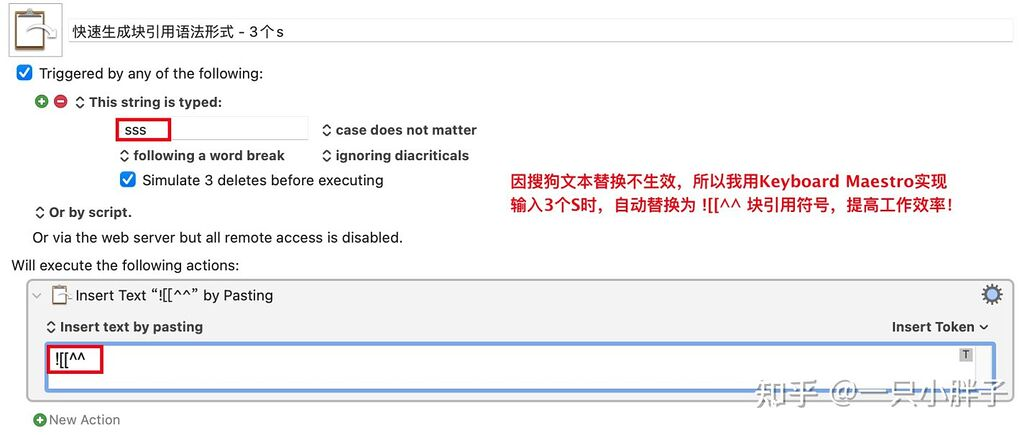 快速生成块引用语法形式 - 3个s
Triggered by any of the following:
This string is typed:
sss
case does not matter
following a word break
ignoring diacriticals
Simulate 3 deletes before executing
因搜狗文本替换不生效，所以我用Keyboard Maestro实现
输入3个S时，自动替换为 ![[^^ 块引用符号，提高工作效率！
Or by script.
Or via the web server but all remote access is disabled.
Will execute the following actions:
Insert Text “![[^^” by Pasting
Insert text by pasting
Insert Token
![[^^
T
知乎 @一只小胖子
New Action